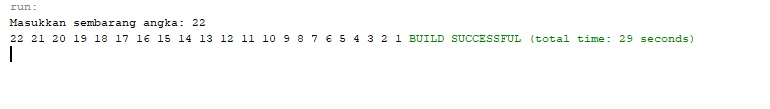 run:
Masukkan sembarang angka: 22
22 21 20 19 18 17 16 15 14 13 12 11 10 9 8 7 6 5 4 3 2 1 BUILD SUCCESSFUL (total time: 29 seconds)